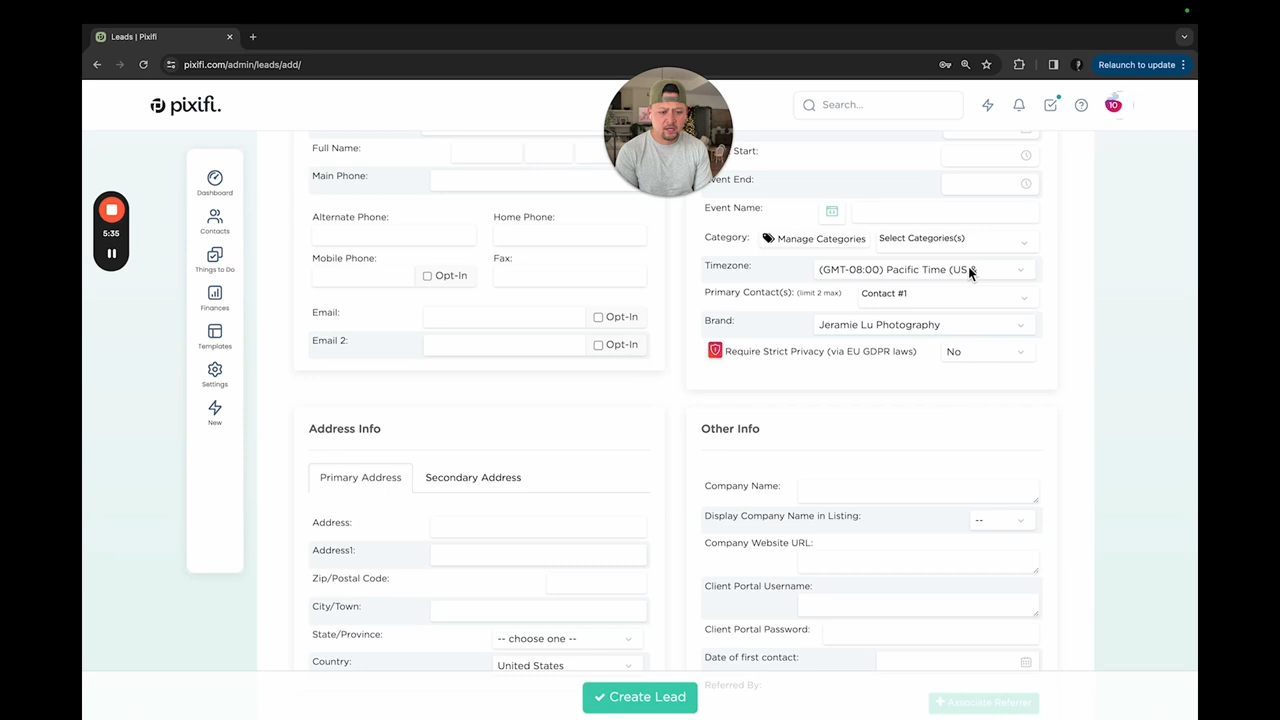 Leads | Pixifi
pixifi.com/admin/leads/add/
Relaunch to update
pixifi.
Search...
10
Dashboard
Contacts
Things to Do
Finances
Templates
Settings
New
5:35
Full Name:
Main Phone:
Alternate Phone:
Home Phone:
Mobile Phone:
Opt-In
Fax:
Email:
Opt-In
Email 2:
Opt-In
Start:
Event End:
Event Name:
Category:
Manage Categories
Select Categories(s)
Timezone:
(GMT-08:00) Pacific Time (US &
Primary Contact(s): (limit 2 max)
Contact #1
Brand:
Jeramie Lu Photography
Require Strict Privacy (via EU GDPR laws)
No
Address Info
Primary Address
Secondary Address
Address:
Address1:
Zip/Postal Code:
City/Town:
State/Province:
-- choose one --
Country:
United States
Other Info
Company Name:
Display Company Name in Listing:
--
Company Website URL:
Client Portal Username:
Client Portal Password:
Date of first contact:
Referred By:
Associate Referrer
Create Lead